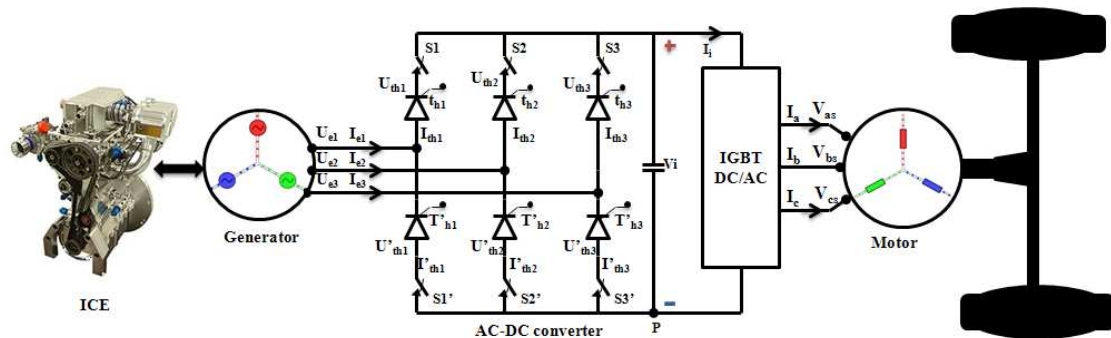 S1 S2 S3
+ Ii
Uth1 Uth2 Uth3
th1 th2 th3
Ith1 Ith2 Ith3
Ue1 Ie1
Ue2 Ie2
Ue3 Ie3
Vi
IGBT
DC/AC
Ia Vas
Ib Vbs
Ic Vcs
T'h1 T'h2 T'h3
Generator
U'th1 U'th2 U'th3
Motor
I'th1 I'th2 I'th3
ICE
S1' S2' S3'
–
AC-DC converter
P